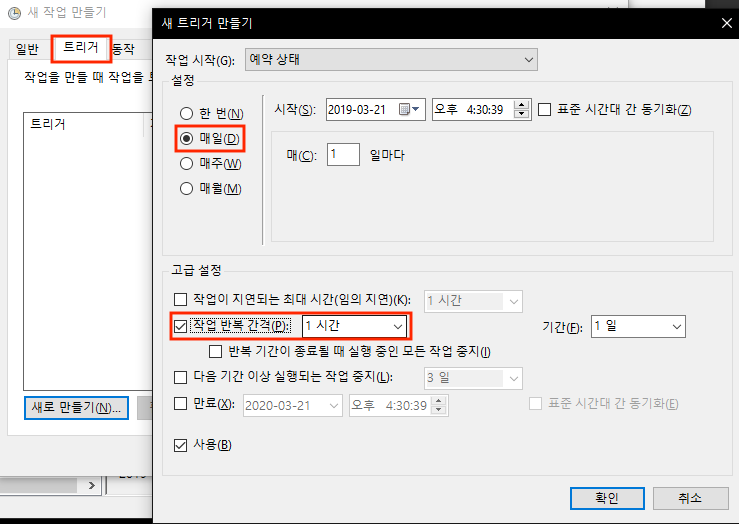 새 작업 만들기
일반 트리거 동작
작업을 만들 때 작업을
트리거
새로 만들기(N)...
새 트리거 만들기
작업 시작(G): 예약 상태
설정
한 번(N)
매일(D)
매주(W)
매월(M)
시작(S): 2019-03-21 오후 4:30:39 표준 시간대 간 동기화(Z)
매(C): 1 일마다
고급 설정
작업이 지연되는 최대 시간(임의 지연)(K): 1 시간
작업 반복 간격(P): 1 시간 기간(F): 1 일
반복 기간이 종료될 때 실행 중인 모든 작업 중지(I)
다음 기간 이상 실행되는 작업 중지(L): 3 일
만료(X): 2020-03-21 오후 4:30:39 표준 시간대 간 동기화(E)
사용(B)
확인 취소